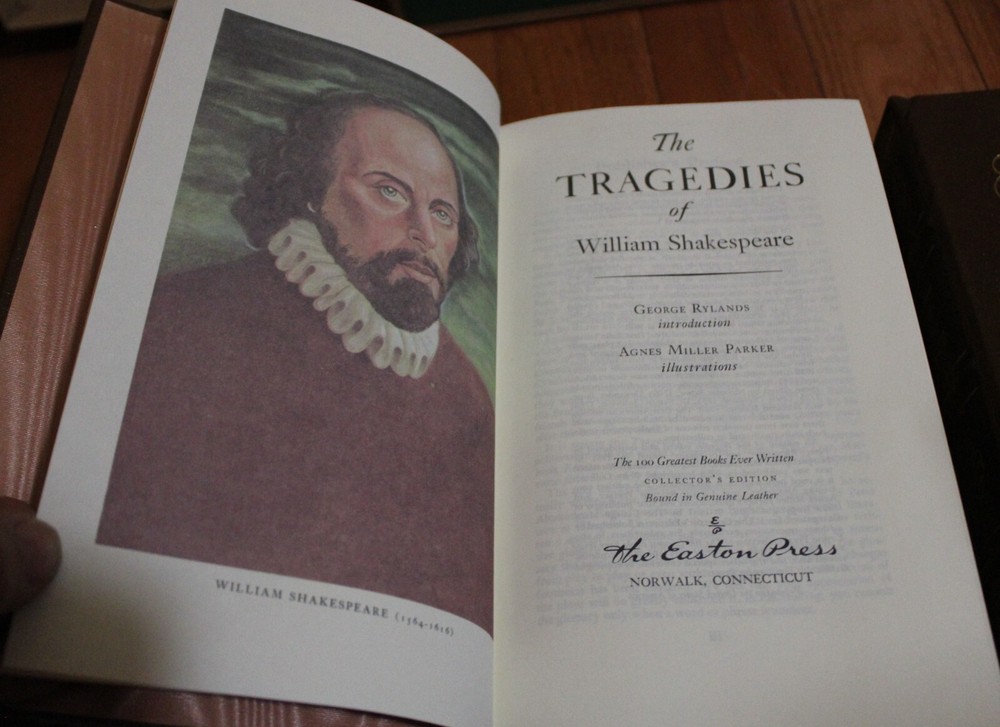 WILLIAM SHAKESPEARE (1564-1616)
The
TRAGEDIES
of
William Shakespeare
GEORGE RYLANDS
introduction
AGNES MILLER PARKER
illustrations
The 100 Greatest Books Ever Written
COLLECTOR'S EDITION
Bound in Genuine Leather
The Easton Press
NORWALK, CONNECTICUT